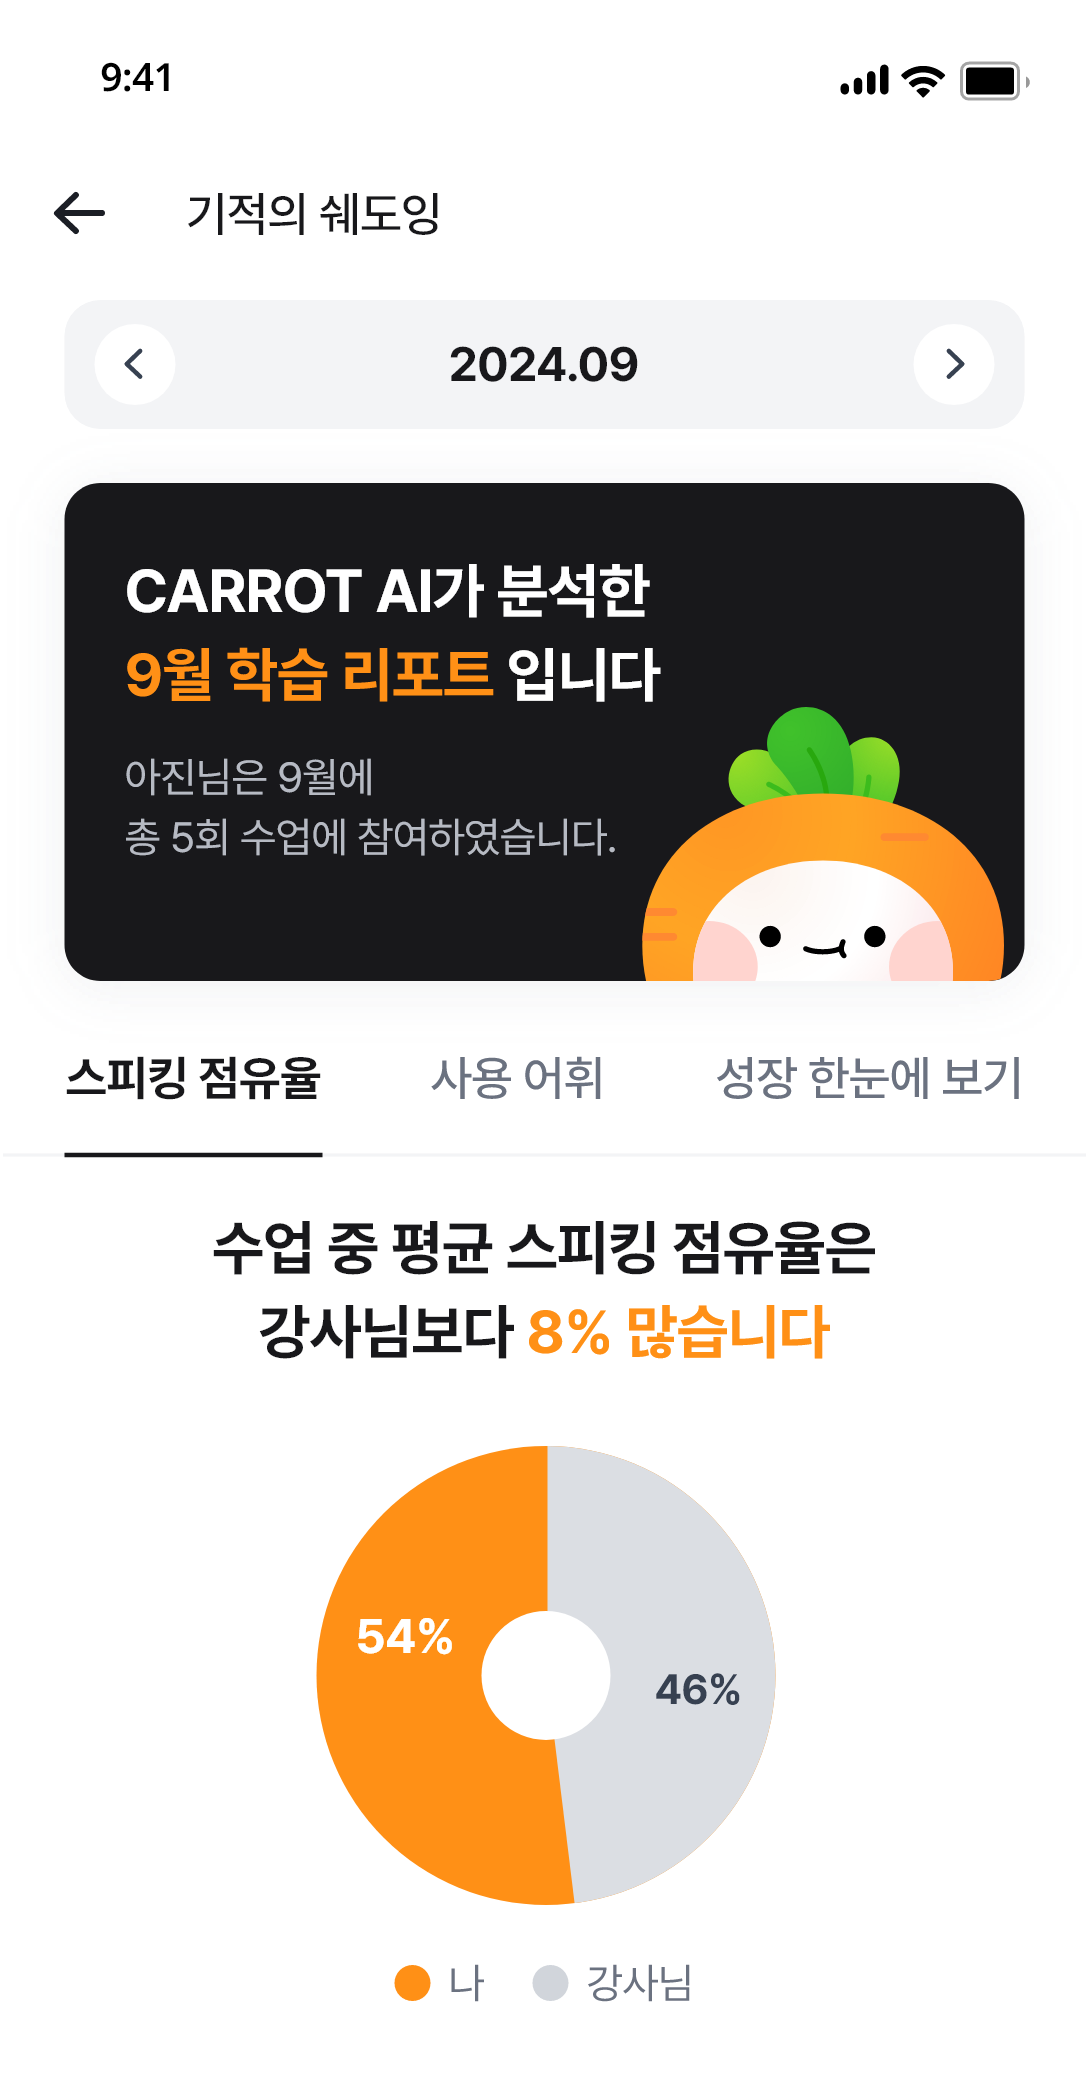 9:41
기적의 쉐도잉
2024.09
CARROT AI가 분석한
9월 학습 리포트 입니다
아진님은 9월에
총 5회 수업에 참여하였습니다.
스피킹 점유율
사용 어휘
성장 한눈에 보기
수업 중 평균 스피킹 점유율은
강사님보다 8% 많습니다
54%
46%
나
강사님